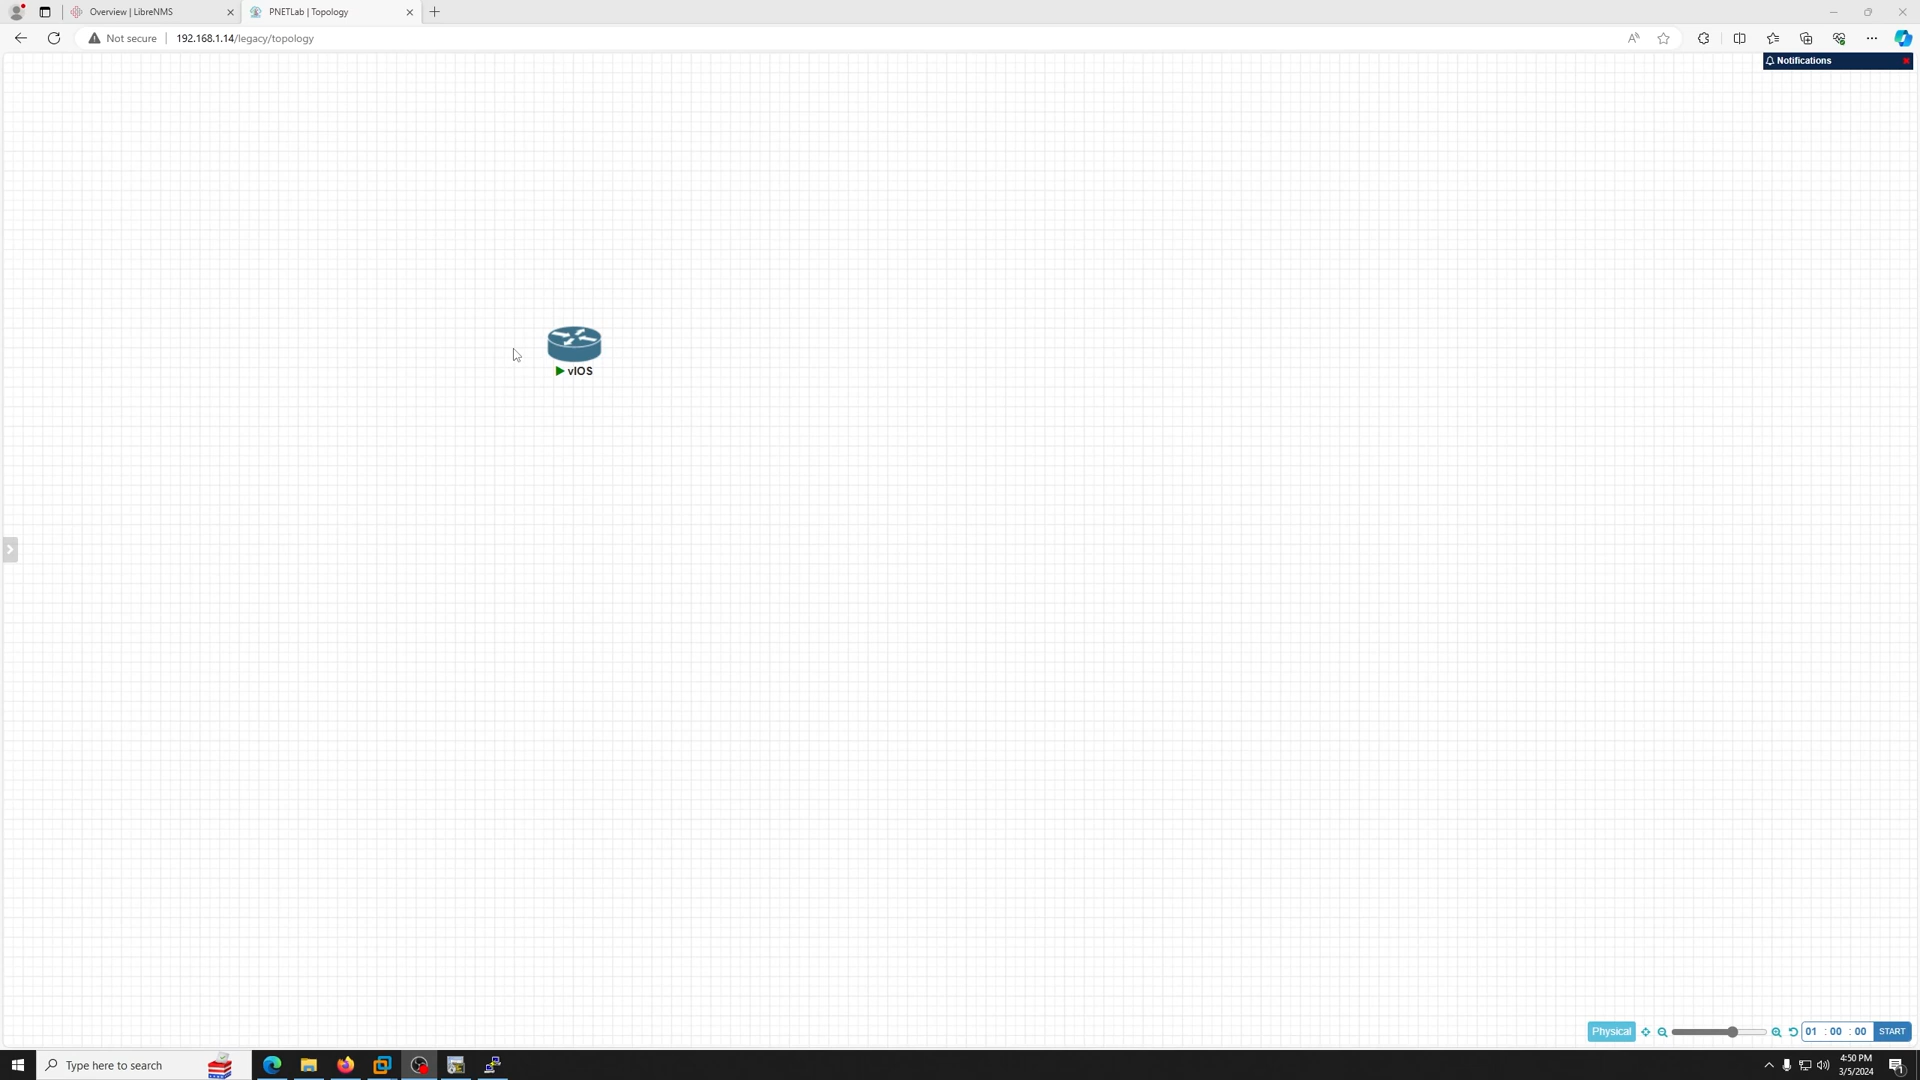 Overview | LibreNMS
PNETLab | Topology
Not secure
192.168.1.14/legacy/topology
Notifications
vIOS
Physical
01 : 00 : 00
START
Type here to search
4:50 PM
3/5/2024
1